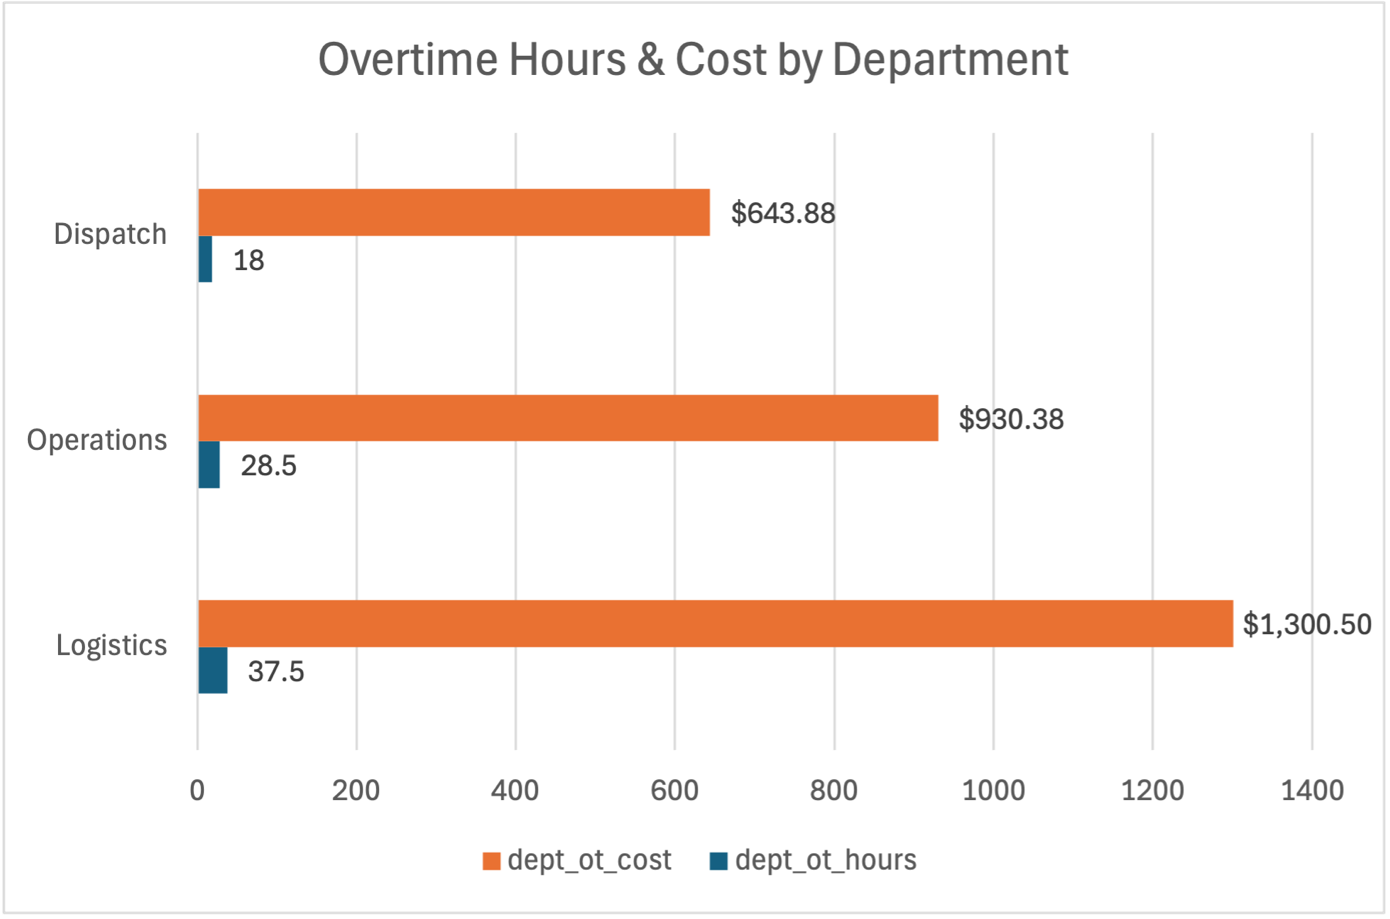 Overtime Hours & Cost by Department
Dispatch
$643.88
18
Operations
$930.38
28.5
Logistics
$1,300.50
37.5
0 200 400 600 800 1000 1200 1400
dept_ot_cost dept_ot_hours